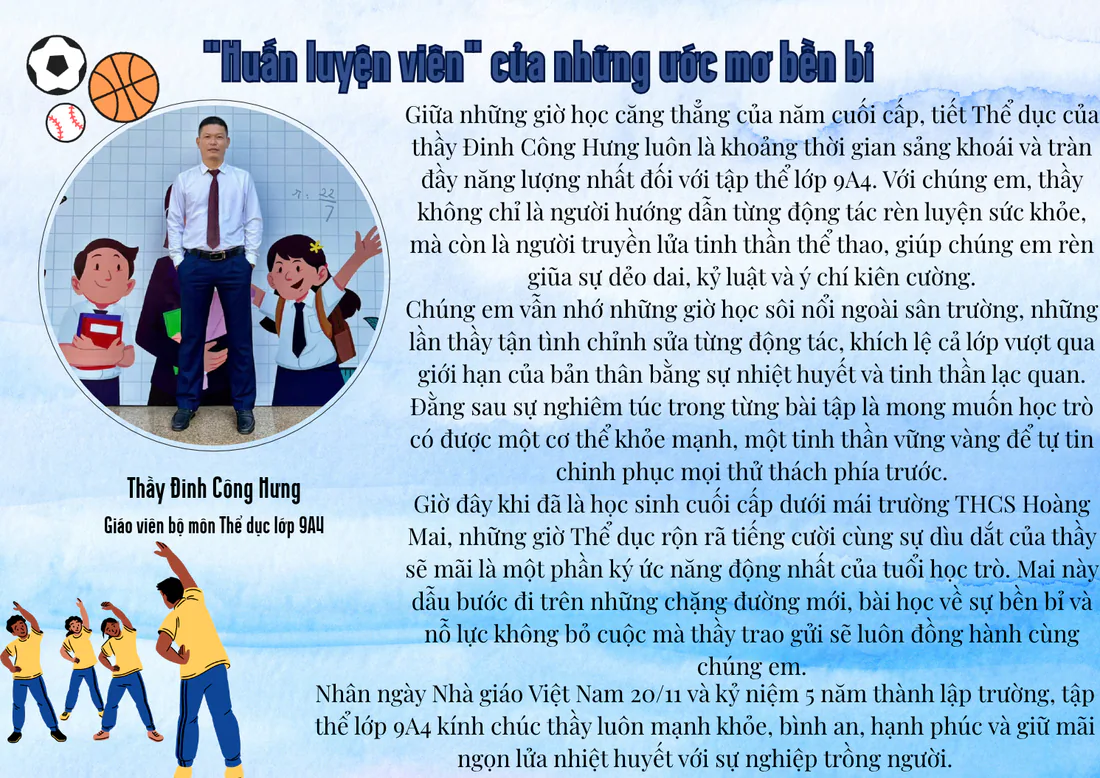 "Huấn luyện viên" của những ước mơ bền bỉ
Giữa những giờ học căng thẳng của năm cuối cấp, tiết Thể dục của
thầy Đinh Công Hưng luôn là khoảng thời gian sảng khoái và tràn
đầy năng lượng nhất đối với tập thể lớp 9A4. Với chúng em, thầy
không chỉ là người hướng dẫn từng động tác rèn luyện sức khỏe,
mà còn là người truyền lửa tinh thần thể thao, giúp chúng em rèn
giũa sự dẻo dai, kỷ luật và ý chí kiên cường.
Chúng em vẫn nhớ những giờ học sôi nổi ngoài sân trường, những
lần thầy tận tình chỉnh sửa từng động tác, khích lệ cả lớp vượt qua
giới hạn của bản thân bằng sự nhiệt huyết và tinh thần lạc quan.
Đằng sau sự nghiêm túc trong từng bài tập là mong muốn học trò
có được một cơ thể khỏe mạnh, một tinh thần vững vàng để tự tin
chinh phục mọi thử thách phía trước.
Giờ đây khi đã là học sinh cuối cấp dưới mái trường THCS Hoàng
Mai, những giờ Thể dục rộn rã tiếng cười cùng sự dìu dắt của thầy
sẽ mãi là một phần ký ức năng động nhất của tuổi học trò. Mai này
dẫu bước đi trên những chặng đường mới, bài học về sự bền bỉ và
nỗ lực không bỏ cuộc mà thầy trao gửi sẽ luôn đồng hành cùng
chúng em.
Nhân ngày Nhà giáo Việt Nam 20/11 và kỷ niệm 5 năm thành lập trường, tập
thể lớp 9A4 kính chúc thầy luôn mạnh khỏe, bình an, hạnh phúc và giữ mãi
ngọn lửa nhiệt huyết với sự nghiệp trồng người.
22
7
Thầy Đinh Công Hưng
Giáo viên bộ môn Thể dục lớp 9A4